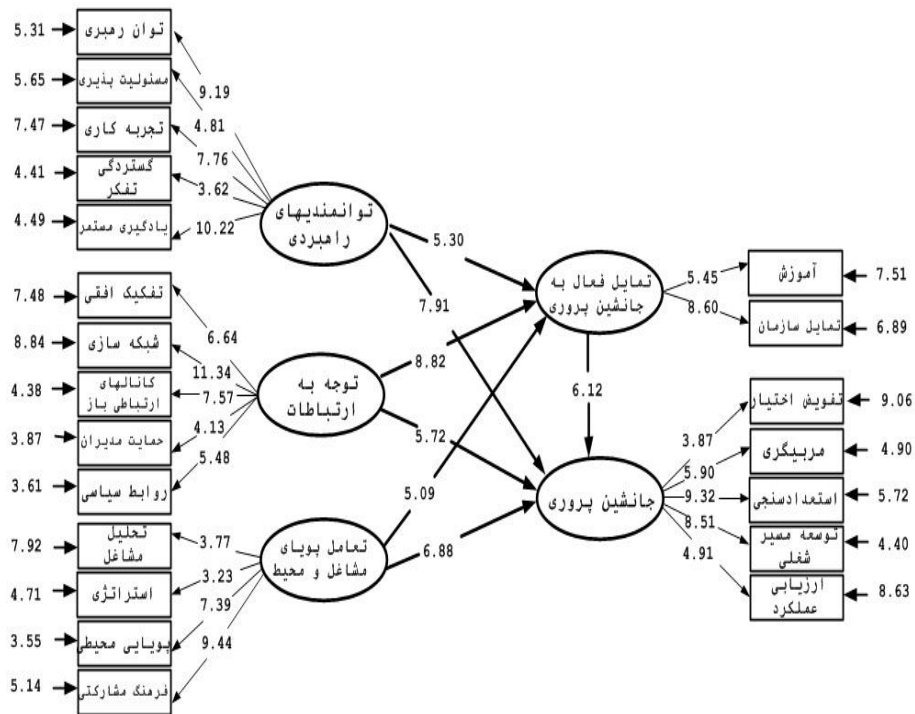 5.31
توان رهبری
9.19
5.65
مسئولیت پذیری
4.81
7.47
تجربه کاری
7.76
4.41
گستردگی
تفکر
3.62
4.49
یادگیری مستمر
10.22
توانمندیهای
راهبردی
5.30
7.91
7.48
تفکیک افقی
6.64
8.84
شبکه سازی
11.34
4.38
کانالهای
ارتباطی باز
7.57
3.87
حمایت مدیران
4.13
3.61
روابط سیاسی
5.48
توجه به
ارتباطات
8.82
5.72
7.92
تحلیل
مشاغل
3.77
4.71
استراتژی
3.23
3.55
پویایی محیطی
7.39
5.14
فرهنگ مشارکتی
9.44
تعامل پویای
مشاغل و محیط
5.09
6.88
تمایل فعال به
جانشین پروری
6.12
5.45
آموزش
7.51
8.60
تمایل سازمان
6.89
جانشین پروری
3.87
تفویض اختیار
9.06
5.90
مربیگری
4.90
9.32
استعدادسنجی
5.72
8.51
توسعه مسیر
شغلی
4.40
4.91
ارزیابی
عملکرد
8.63